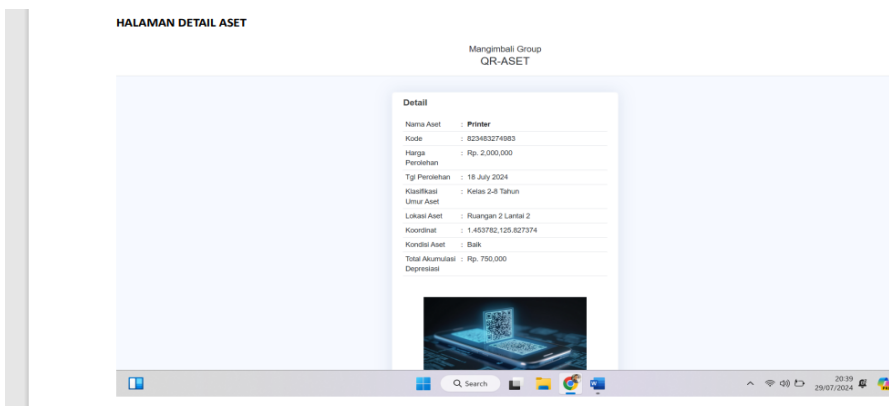 HALAMAN DETAIL ASET
Mangimbali Group
QR-ASET
Detail
Nama Aset : Printer
Kode : 823483274983
Harga : Rp. 2,000,000
Perolehan
Tgl Perolehan : 18 July 2024
Klasifikasi : Kelas 2-8 Tahun
Umur Aset
Lokasi Aset : Ruangan 2 Lantai 2
Koordinat : 1.453782,125.827374
Kondisi Aset : Baik
Total Akumulasi : Rp. 750,000
Depresiasi
Search
20:39
29/07/2024